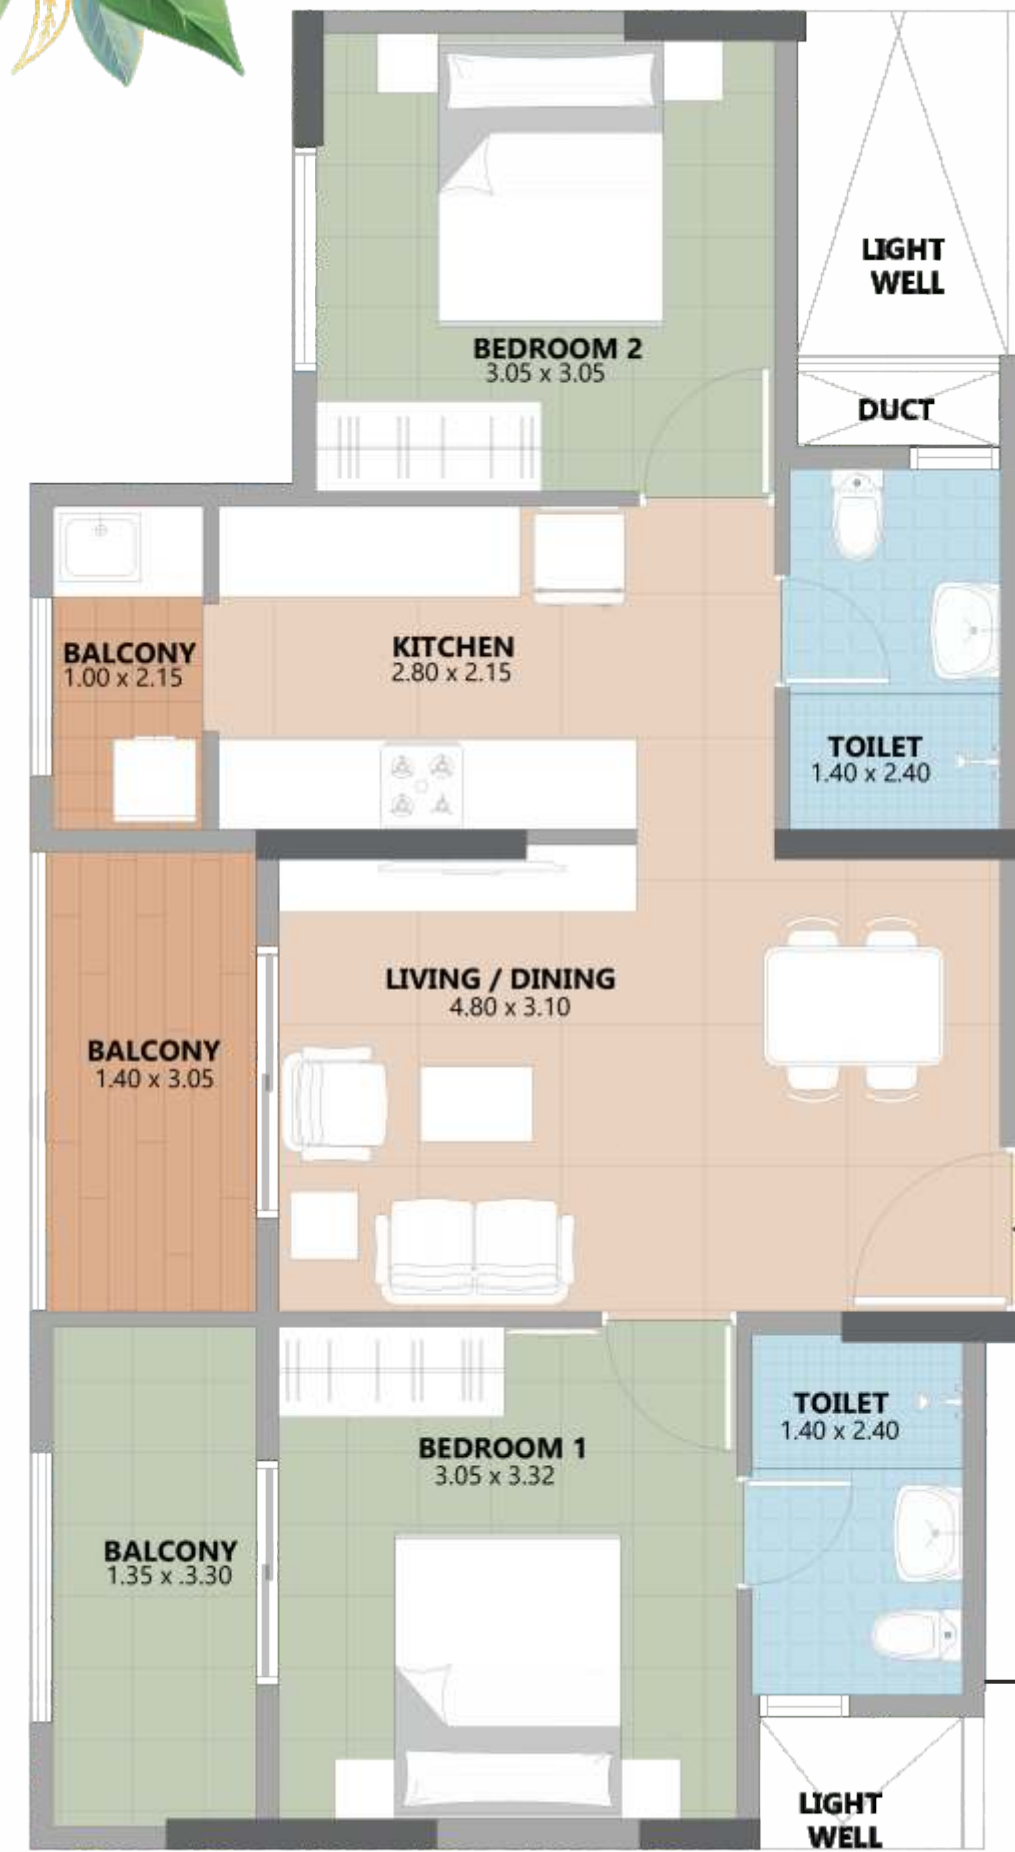 LIGHT
WELL
BEDROOM 2
3.05 x 3.05
DUCT
BALCONY
1.00 x 2.15
KITCHEN
2.80 x 2.15
TOILET
1.40 x 2.40
LIVING / DINING
4.80 x 3.10
BALCONY
1.40 x 3.05
TOILET
1.40 x 2.40
BEDROOM 1
3.05 x 3.32
BALCONY
1.35 x .3.30
LIGHT
WELL